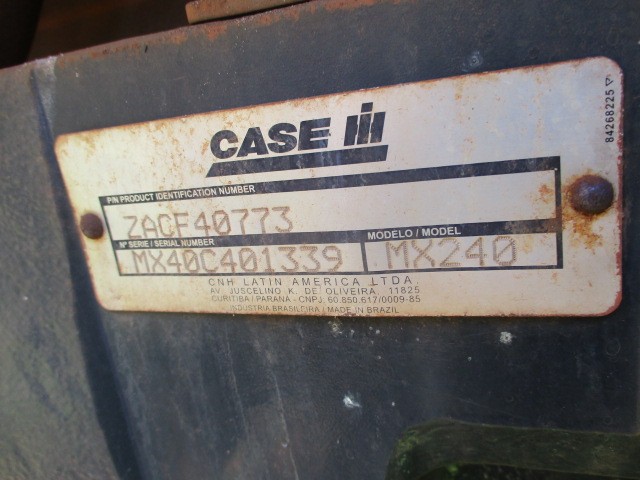 CASE IH
84268225
P/N PRODUCT IDENTIFICATION NUMBER
ZACF40773
Nº SERIE / SERIAL NUMBER
MX40C401339
MODELO / MODEL
MX240
CNH LATIN AMERICA LTDA.
AV. JUSCELINO K. DE OLIVEIRA, 11825
CURITIBA / PARANÁ - CNPJ. 60.850.617/0009-85
INDUSTRIA BRASILEIRA / MADE IN BRAZIL